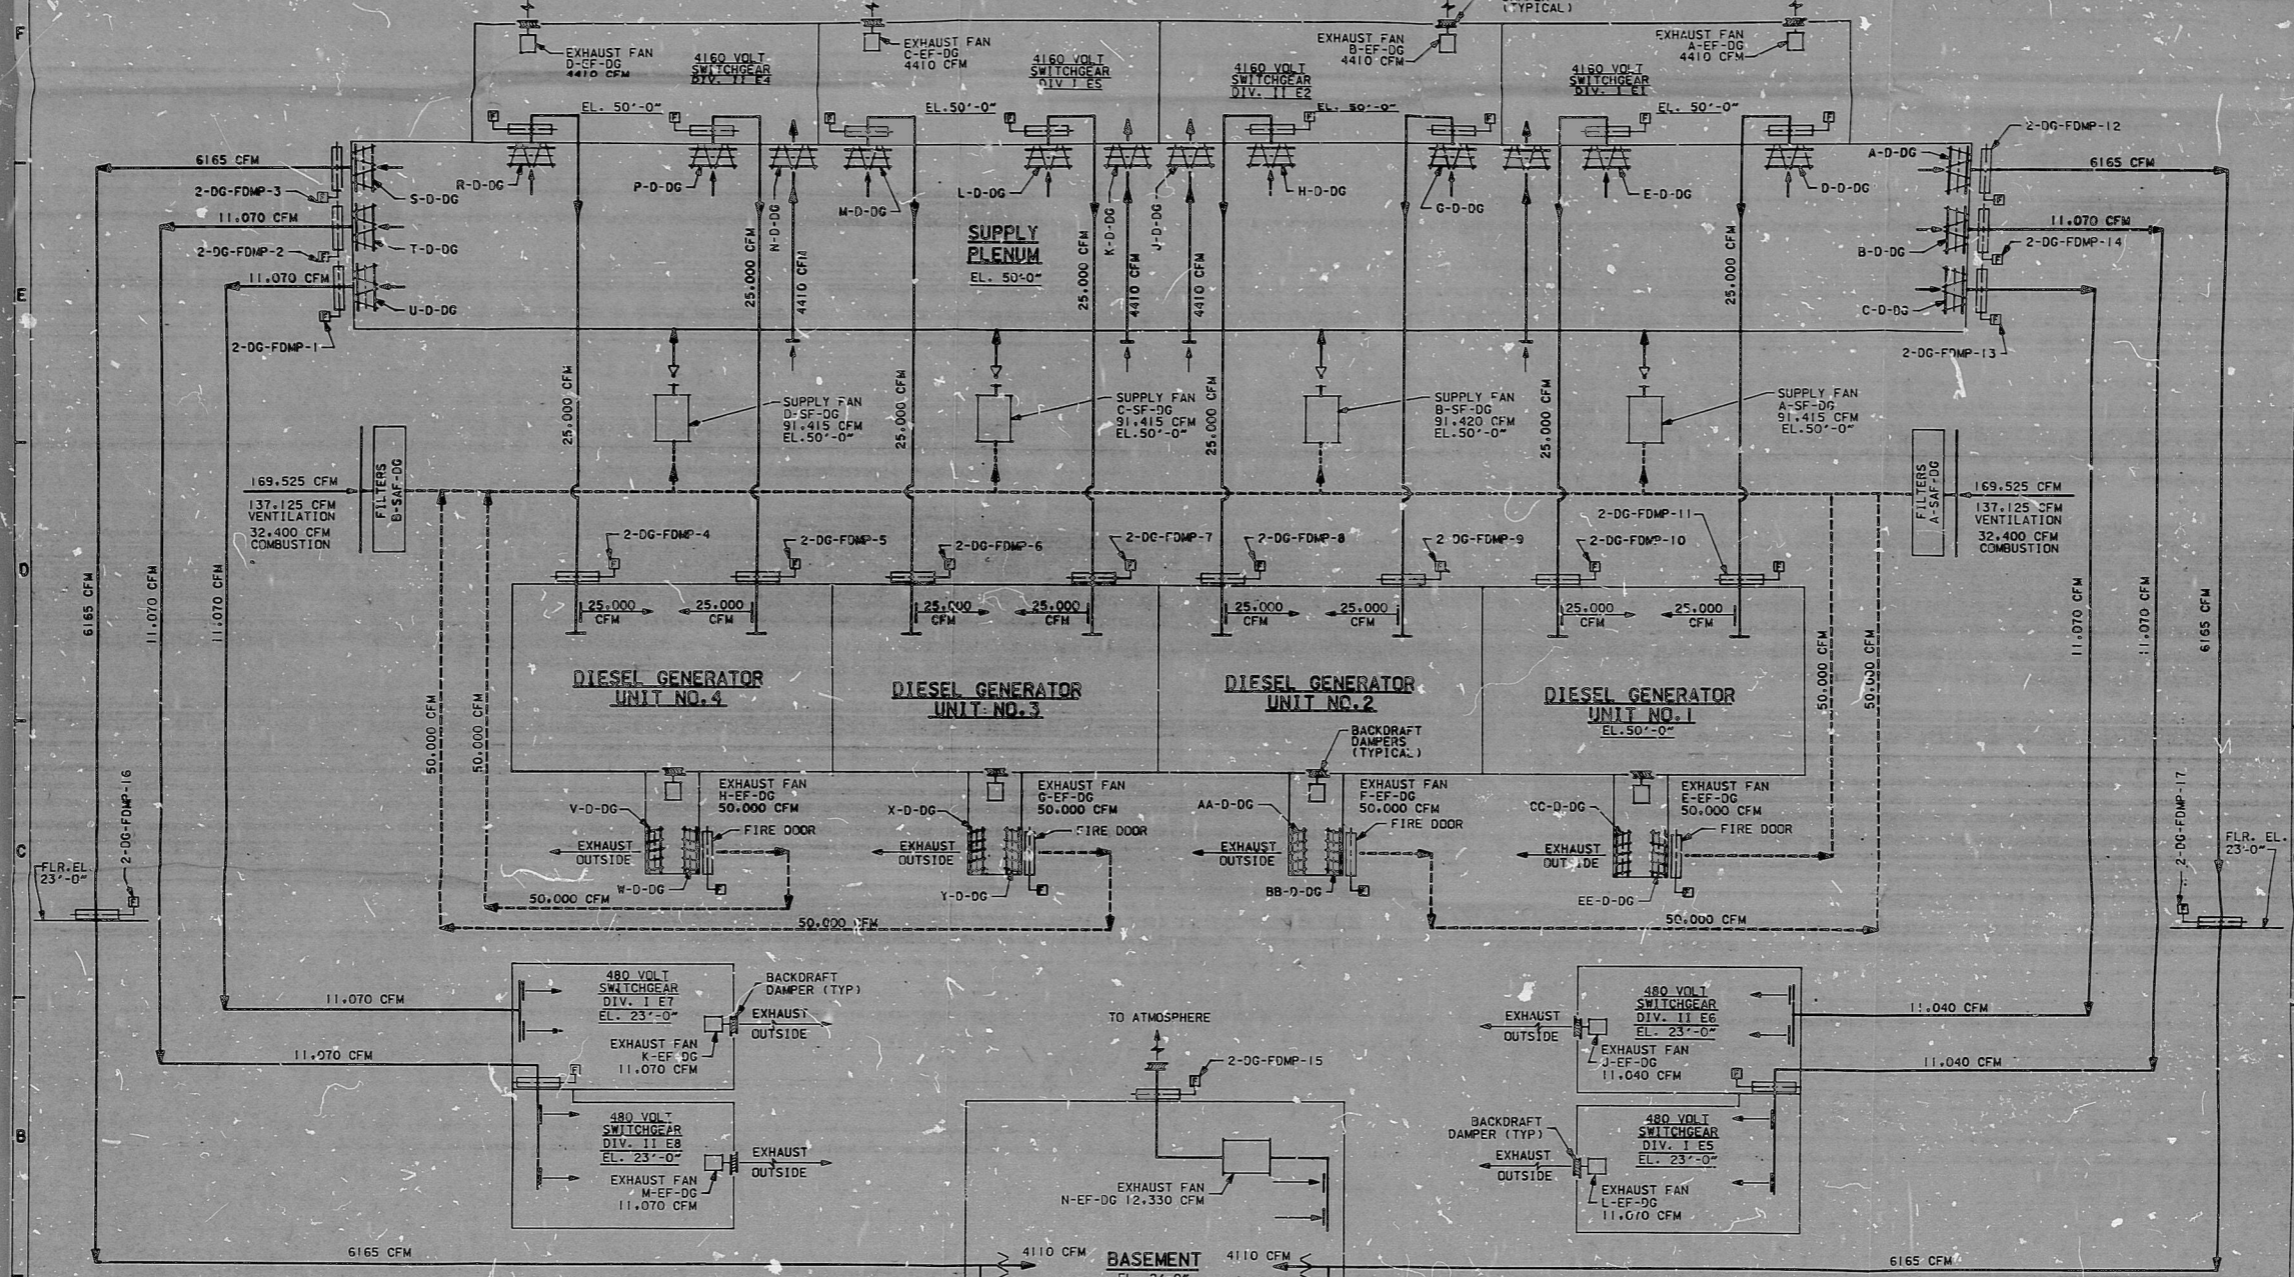 F
(TYPICAL)
EXHAUST FAN
D-EF-DG
4410 CFM
4160 VOLT
SWITCHGEAR
DIV. II E4
EXHAUST FAN
C-EF-DG
4410 CFM
4160 VOLT
SWITCHGEAR
DIV I E5
EXHAUST FAN
B-EF-DG
4410 CFM
4160 VOLT
SWITCHGEAR
DIV. II E2
EXHAUST FAN
A-EF-DG
4410 CFM
4160 VOLT
SWITCHGEAR
DIV. I E1
EL. 50'-0"
EL.50'-0"
EL. 50'-0"
EL. 50'-0"
F
F
F
F
F
F
F
F
6165 CFM
2-DG-FDMP-3
F
S-D-DG
11.070 CFM
2-DG-FDMP-2
F
T-D-DG
11.070 CFM
U-D-DG
F
2-DG-FDMP-1
R-D-DG
P-D-DG
N-D-DG
M-D-DG
L-D-DG
K-D-DG
J-D-DG
H-D-DG
G-D-DG
E-D-DG
D-D-DG
A-D-DG
2-DG-FDMP-12
6165 CFM
F
B-D-DG
11.070 CFM
2-DG-FDMP-14
F
C-D-DG
F
2-DG-FDMP-13
SUPPLY
PLENUM
EL. 50'-0"
E
25.000 CFM
4410 CFM
25.000 CFM
4410 CFM
4410 CFM
25.000 CFM
25.000 CFM
25.000 CFM
25.000 CFM
25.000 CFM
SUPPLY FAN
D-SF-DG
91.415 CFM
EL.50'-0"
SUPPLY FAN
C-SF-DG
91.415 CFM
EL.50'-0"
SUPPLY FAN
B-SF-DG
91.420 CFM
EL.50'-0"
SUPPLY FAN
A-SF-DG
91.415 CFM
EL.50'-0"
169.525 CFM
137.125 CFM
VENTILATION
32.400 CFM
COMBUSTION
FILTERS
B-SAF-DG
FILTERS
A-SAF-DG
169.525 CFM
137.125 CFM
VENTILATION
32.400 CFM
COMBUSTION
D
2-DG-FDMP-4
F
2-DG-FDMP-5
F
2-DG-FDMP-6
F
2-DG-FDMP-7
F
2-DG-FDMP-8
F
2 DG-FDMP-9
F
2-DG-FDMP-10
F
2-DG-FDMP-11
F
6165 CFM
11.070 CFM
11.070 CFM
25.000
CFM
25.000
CFM
25.000
CFM
25.000
CFM
25.000
CFM
25.000
CFM
25.000
CFM
25.000
CFM
50.000 CFM
50.000 CFM
11.070 CFM
11.070 CFM
6165 CFM
DIESEL GENERATOR
UNIT NO.4
DIESEL GENERATOR
UNIT NO.3
DIESEL GENERATOR
UNIT NO.2
DIESEL GENERATOR
UNIT NO.1
EL.50'-0"
50.000 CFM
50.000 CFM
BACKDRAFT
DAMPERS
(TYPICAL)
C
2-DG-FDMP-16
F
FLR.EL.
23'-0"
V-D-DG
EXHAUST FAN
H-EF-DG
50.000 CFM
FIRE DOOR
EXHAUST
OUTSIDE
W-D-DG
F
X-D-DG
EXHAUST FAN
G-EF-DG
50.000 CFM
FIRE DOOR
EXHAUST
OUTSIDE
Y-D-DG
F
AA-D-DG
EXHAUST FAN
F-EF-DG
50.000 CFM
FIRE DOOR
EXHAUST
OUTSIDE
BB-D-DG
F
CC-D-DG
EXHAUST FAN
E-EF-DG
50.000 CFM
FIRE DOOR
EXHAUST
OUTSIDE
EE-D-DG
F
2-DG-FDMP-17
F
FLR. EL.
23'-0"
50.000 CFM
50.000 CFM
50.000 CFM
11.070 CFM
480 VOLT
SWITCHGEAR
DIV. I E7
EL. 23'-0"
BACKDRAFT
DAMPER (TYP)
EXHAUST
OUTSIDE
EXHAUST FAN
K-EF-DG
11.070 CFM
11.070 CFM
F
TO ATMOSPHERE
2-DG-FDMP-15
F
EXHAUST
OUTSIDE
480 VOLT
SWITCHGEAR
DIV. II E6
EL. 23'-0"
EXHAUST FAN
J-EF-DG
11.040 CFM
11.040 CFM
11.040 CFM
F
B
480 VOLT
SWITCHGEAR
DIV. II E8
EL. 23'-0"
EXHAUST
OUTSIDE
EXHAUST FAN
M-EF-DG
11.070 CFM
EXHAUST FAN
N-EF-DG 12.330 CFM
BACKDRAFT
DAMPER (TYP)
EXHAUST
OUTSIDE
480 VOLT
SWITCHGEAR
DIV. I E5
EL. 23'-0"
EXHAUST FAN
L-EF-DG
11.070 CFM
6165 CFM
4110 CFM
BASEMENT
4110 CFM
6165 CFM